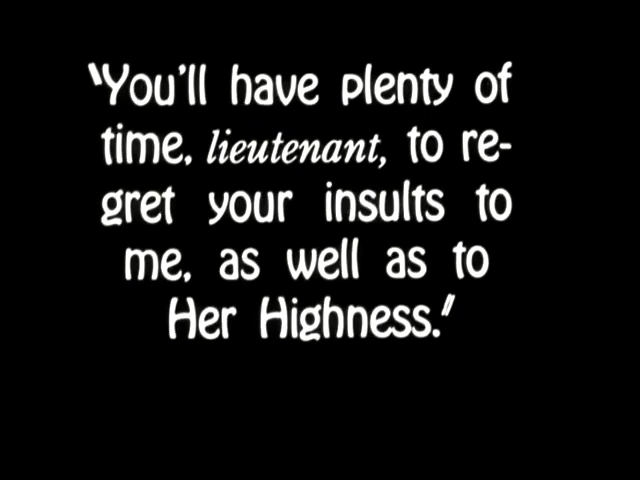 "You'll have plenty of
time, lieutenant, to re-
gret your insults to
me, as well as to
Her Highness."